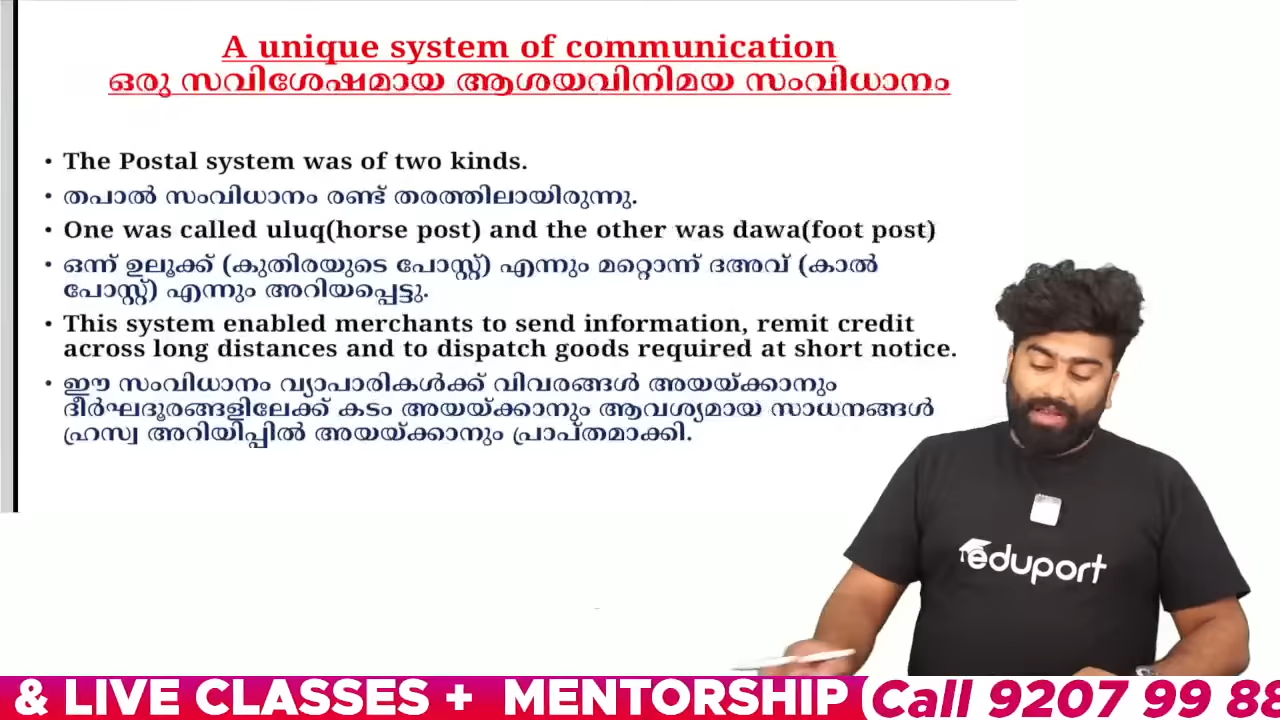 A unique system of communication
ഒരു സവിശേഷമായ ആശയവിനിമയ സംവിധാനം
• The Postal system was of two kinds.
• തപാൽ സംവിധാനം രണ്ട് തരത്തിലായിരുന്നു.
• One was called uluq(horse post) and the other was dawa(foot post)
• ഒന്ന് ഉലൂക്ക് (കുതിരയുടെ പോസ്റ്റ്) എന്നും മറ്റൊന്ന് ദഅവ് (കാൽ
പോസ്റ്റ്) എന്നും അറിയപ്പെട്ടു.
• This system enabled merchants to send information, remit credit
across long distances and to dispatch goods required at short notice.
• ഈ സംവിധാനം വ്യാപാരികൾക്ക് വിവരങ്ങൾ അയയ്ക്കാനും
ദീർഘദൂരങ്ങളിലേക്ക് കടം അയയ്ക്കാനും ആവശ്യമായ സാധനങ്ങൾ
ഹ്രസ്വ അറിയിപ്പിൽ അയയ്ക്കാനും പ്രാപ്തമാക്കി.
eduport
& LIVE CLASSES + MENTORSHIP Call 9207 99 88